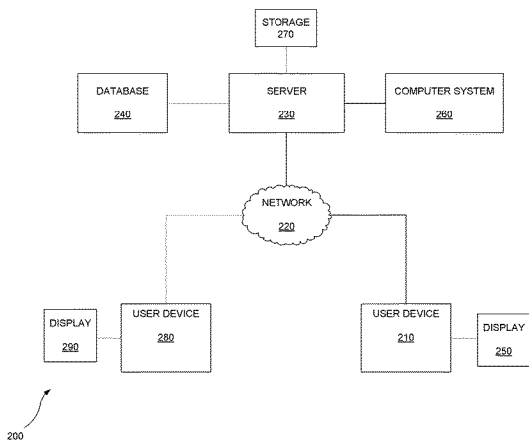 STORAGE
270
DATABASE
240
SERVER
230
COMPUTER SYSTEM
260
NETWORK
220
USER DEVICE
280
DISPLAY
290
USER DEVICE
210
DISPLAY
250
200